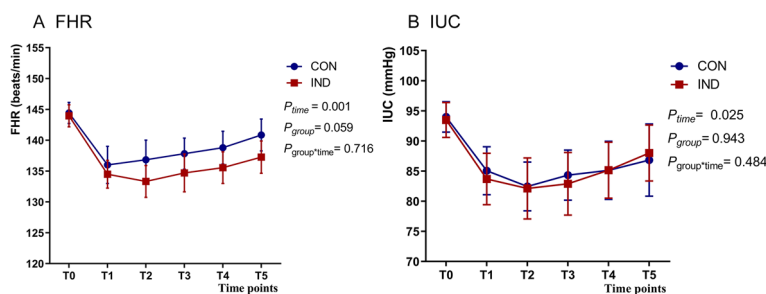 A FHR
FHR (beats/min)
155
150
145
140
135
130
125
120
T0 T1 T2 T3 T4 T5
Time points
CON
IND
Ptime = 0.001
Pgroup = 0.059
Pgroup*time = 0.716
B IUC
IUC (mmHg)
105
100
95
90
85
80
75
70
T0 T1 T2 T3 T4 T5
Time points
CON
IND
Ptime = 0.025
Pgroup = 0.943
Pgroup*time = 0.484